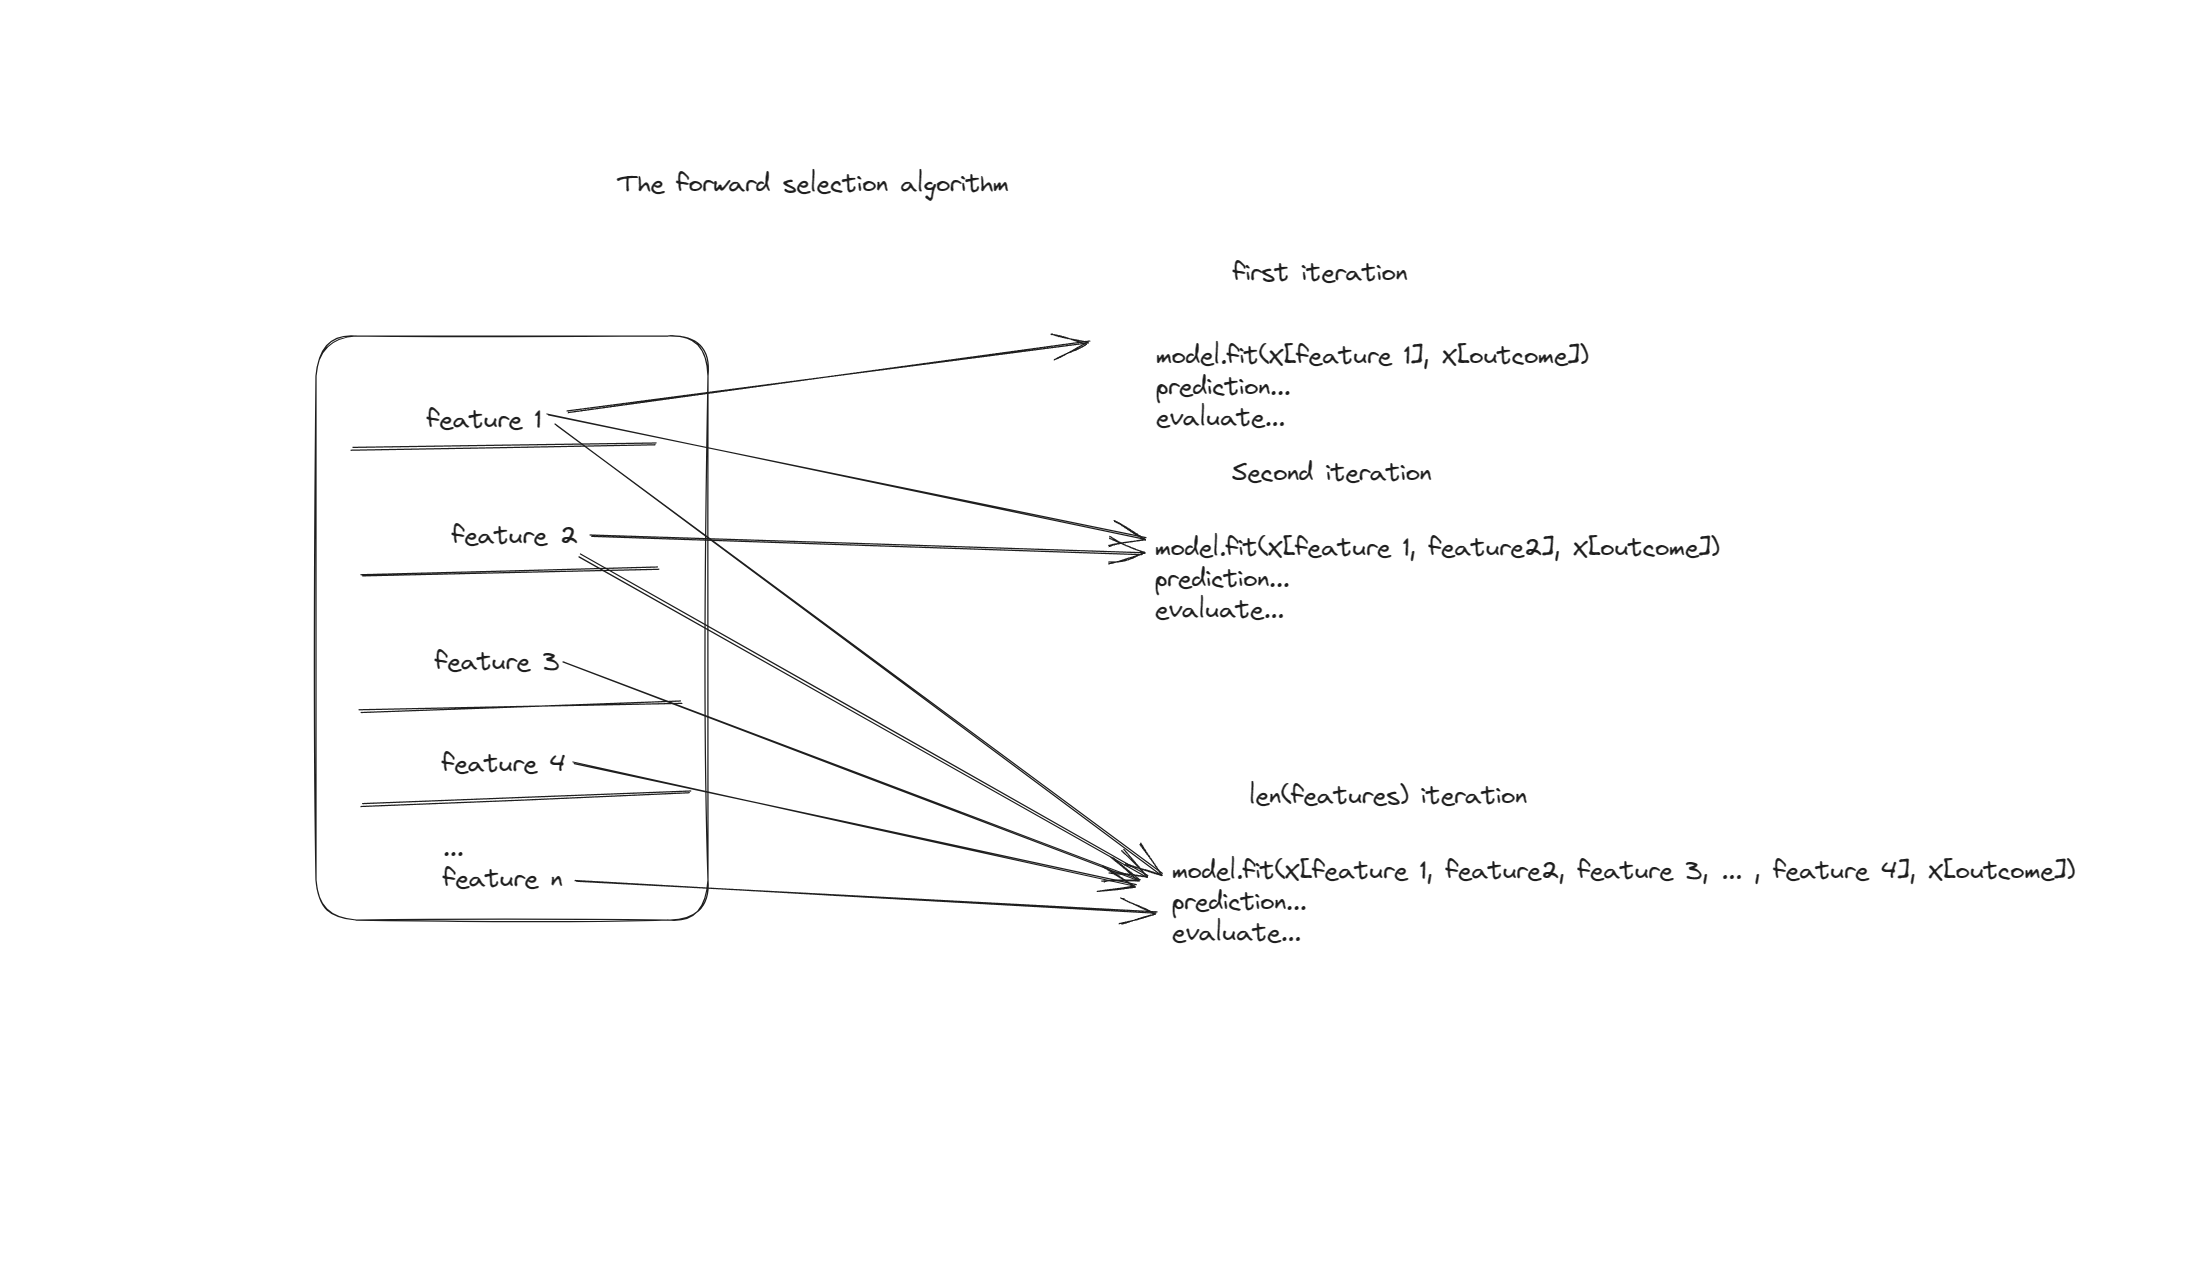 The forward selection algorithm
feature 1
feature 2
feature 3
feature 4
...
feature n
first iteration
model.fit(x[feature 1], x[outcome])
prediction...
evaluate...
Second iteration
model.fit(x[feature 1, feature2], x[outcome])
prediction...
evaluate...
len(features) iteration
model.fit(x[feature 1, feature2, feature 3, ... , feature 4], x[outcome])
prediction...
evaluate...